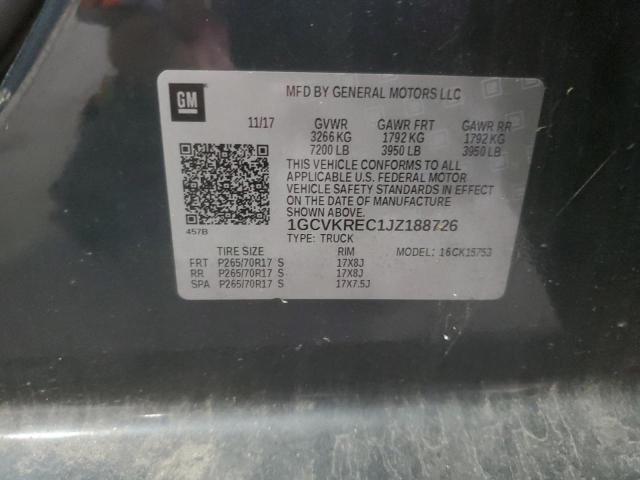 GM
MFD BY GENERAL MOTORS LLC
11/17 GVWR GAWR FRT GAWR RR
3266 KG 1792 KG 1792 KG
7200 LB 3950 LB 3950 LB
THIS VEHICLE CONFORMS TO ALL
APPLICABLE U.S. FEDERAL MOTOR
VEHICLE SAFETY STANDARDS IN EFFECT
ON THE DATE OF MANUFACTURE
SHOWN ABOVE.
457B
1GCVKREC1JZ188726
TYPE: TRUCK MODEL: 16CK15753
TIRE SIZE RIM
FRT P265/70R17 S 17X8J
RR P265/70R17 S 17X8J
SPA P265/70R17 S 17X7.5J